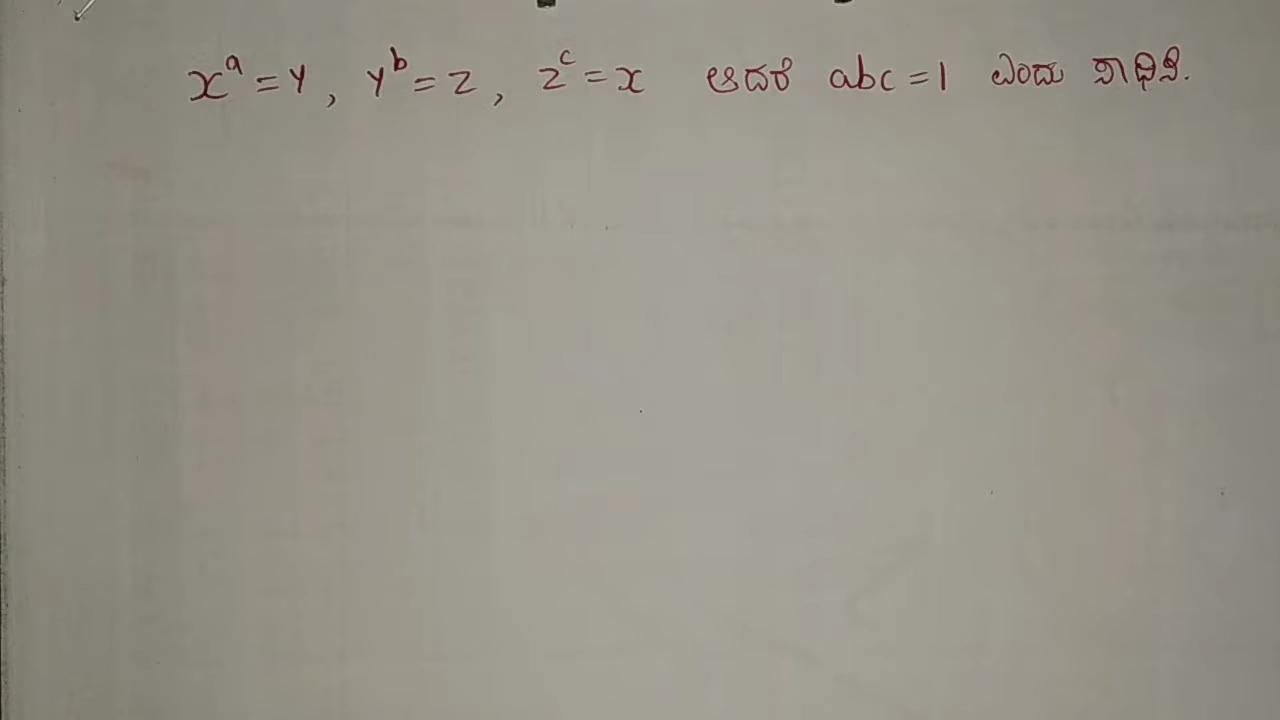 x^a = y, y^b = z, z^c = x ಆದರೆ abc = 1 ಎಂದು ಸಾಧಿಸಿ.